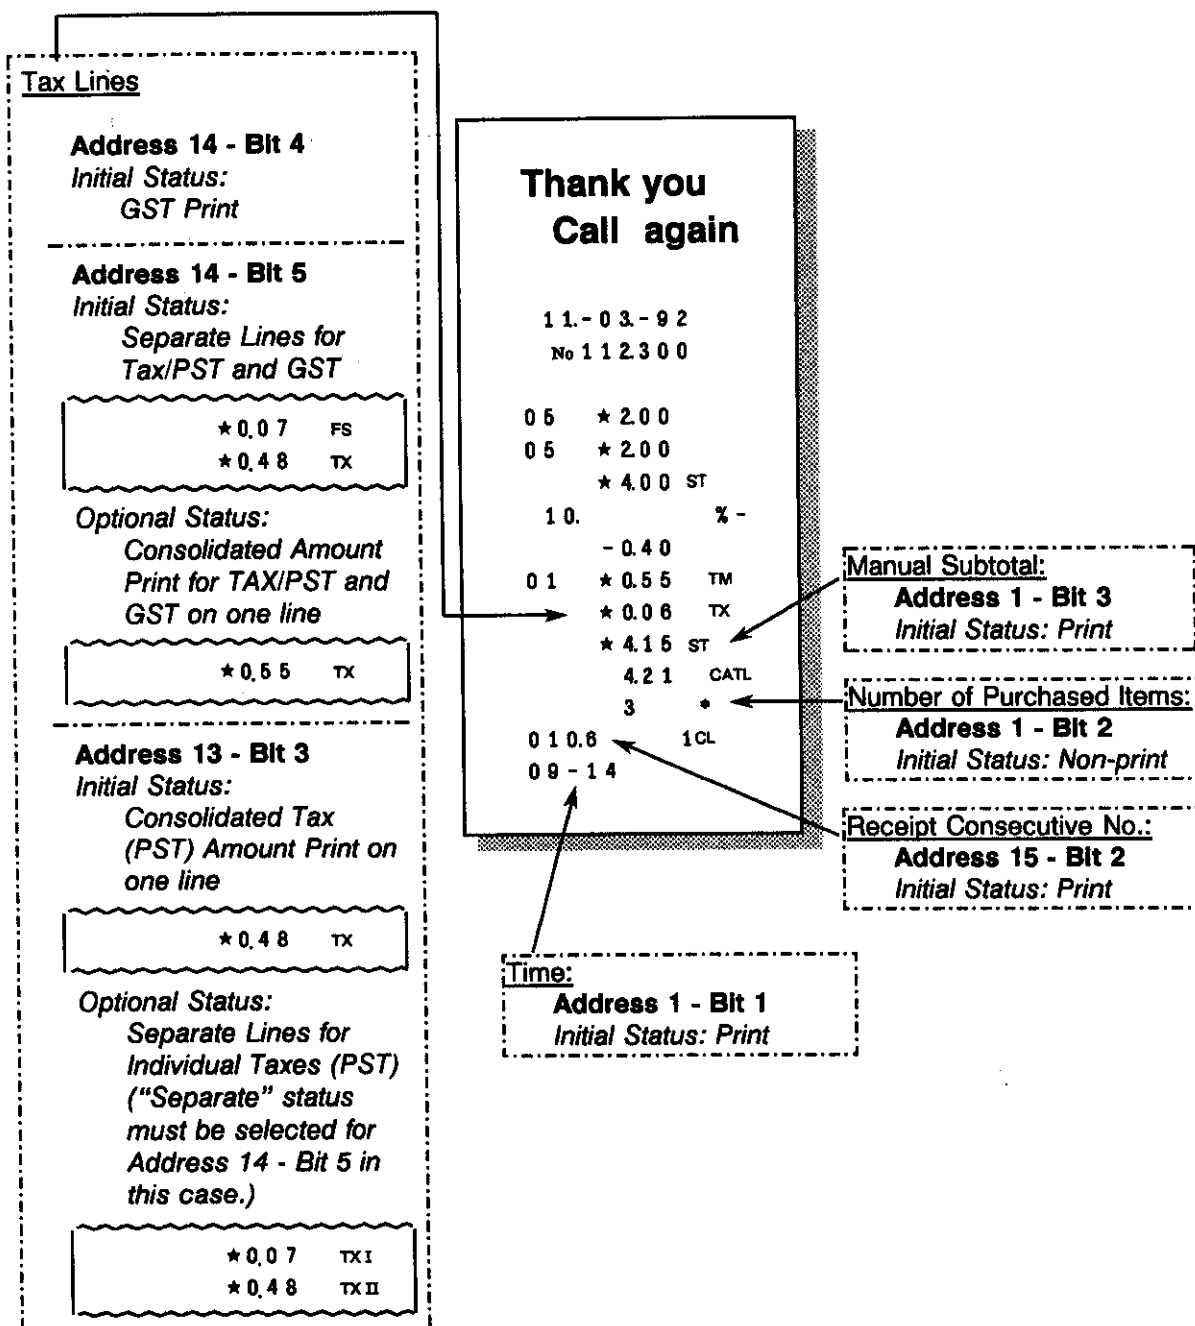 Tax Lines
Address 14 - Bit 4
Initial Status:
GST Print
Address 14 - Bit 5
Initial Status:
Separate Lines for
Tax/PST and GST
★0.07 FS
★0.48 TX
Optional Status:
Consolidated Amount
Print for TAX/PST and
GST on one line
★0.55 TX
Address 13 - Bit 3
Initial Status:
Consolidated Tax
(PST) Amount Print on
one line
★0.48 TX
Optional Status:
Separate Lines for
Individual Taxes (PST)
("Separate" status
must be selected for
Address 14 - Bit 5 in
this case.)
★0.07 TX I
★0.48 TX II
Thank you
Call again
11.-03.-92
No 112.300
05 ★2.00
05 ★2.00
★4.00 ST
10. %-
-0.40
01 ★0.55 TM
★0.06 TX
★4.15 ST
4.21 CATL
3 *
010.6 1CL
09-14
Manual Subtotal:
Address 1 - Bit 3
Initial Status: Print
Number of Purchased Items:
Address 1 - Bit 2
Initial Status: Non-print
Receipt Consecutive No.:
Address 15 - Bit 2
Initial Status: Print
Time:
Address 1 - Bit 1
Initial Status: Print